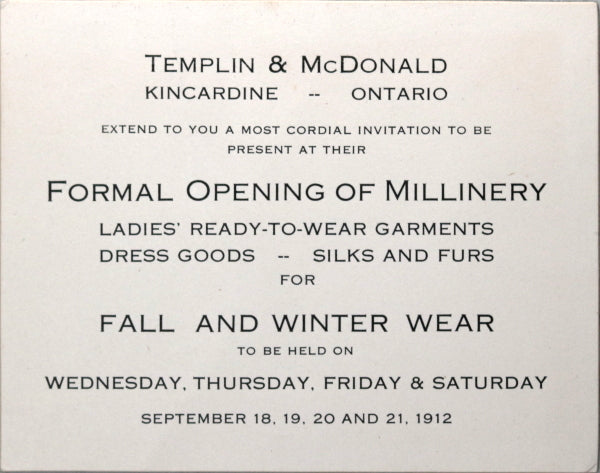 TEMPLIN & MCDONALD
KINCARDINE -- ONTARIO
EXTEND TO YOU A MOST CORDIAL INVITATION TO BE
PRESENT AT THEIR
FORMAL OPENING OF MILLINERY
LADIES' READY-TO-WEAR GARMENTS
DRESS GOODS -- SILKS AND FURS
FOR
FALL AND WINTER WEAR
TO BE HELD ON
WEDNESDAY, THURSDAY, FRIDAY & SATURDAY
SEPTEMBER 18, 19, 20 AND 21, 1912